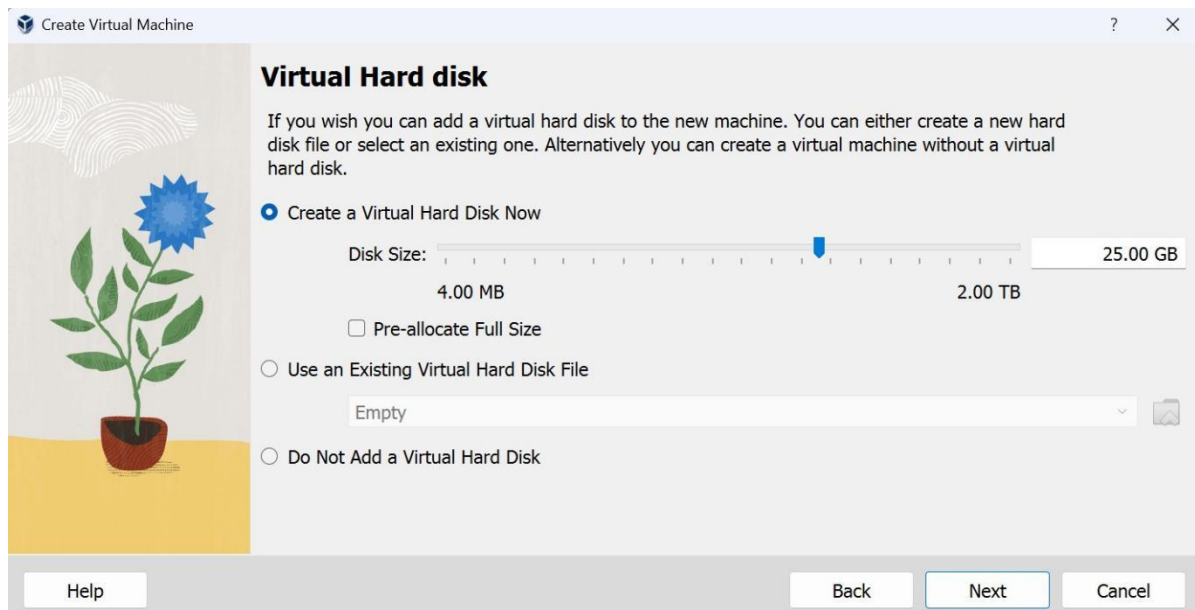 Create Virtual Machine
?
Virtual Hard disk
If you wish you can add a virtual hard disk to the new machine. You can either create a new hard
disk file or select an existing one. Alternatively you can create a virtual machine without a virtual
hard disk.
Create a Virtual Hard Disk Now
Disk Size: 25.00 GB
4.00 MB 2.00 TB
Pre-allocate Full Size
Use an Existing Virtual Hard Disk File
Empty
Do Not Add a Virtual Hard Disk
Help Back Next Cancel